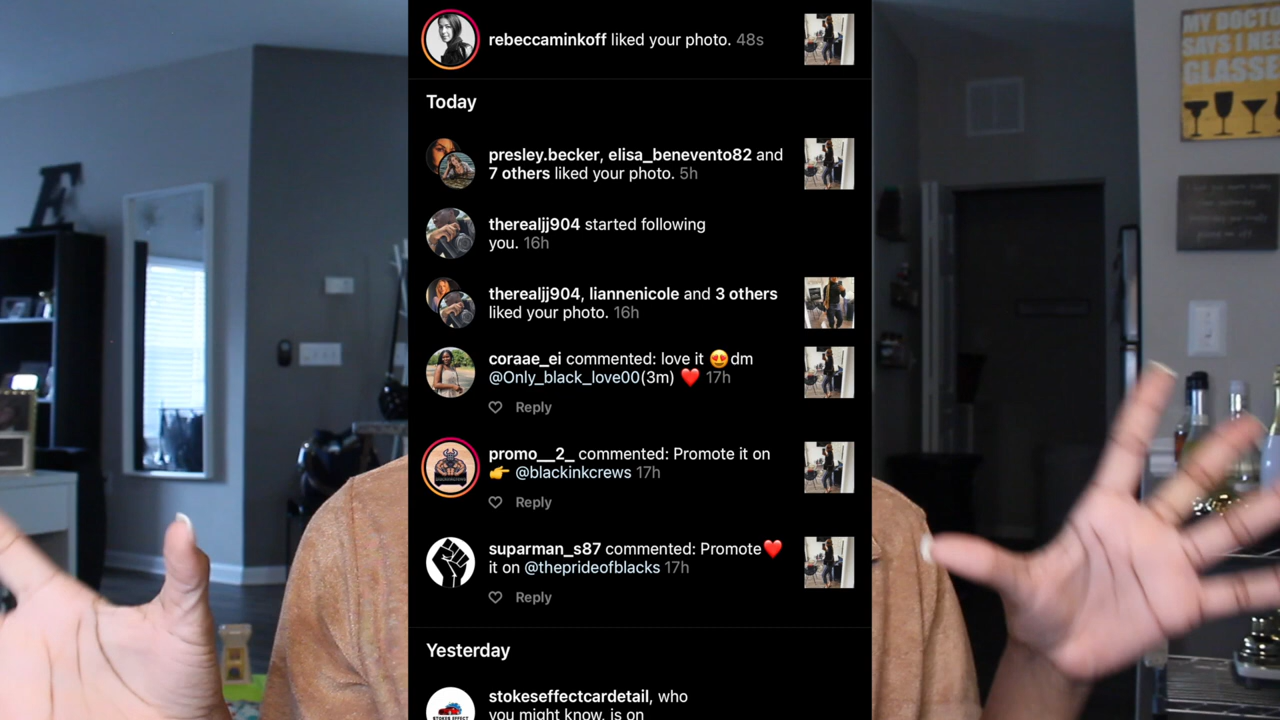 rebeccaminkoff liked your photo. 48s
Today
presley.becker, elisa_benevento82 and
7 others liked your photo. 5h
therealjj904 started following
you. 16h
therealjj904, liannenicole and 3 others
liked your photo. 16h
coraae_ei commented: love it 😍dm
@Only_black_love00(3m) ❤️ 17h
Reply
promo__2_ commented: Promote it on
👉 @blackinkcrews 17h
Reply
suparman_s87 commented: Promote❤️
it on @theprideofblacks 17h
Reply
Yesterday
stokeseffectcardetail, who
you might know, is on
STOKES EFFECT
MY DOCTO
SAYS I NEE
GLASSE